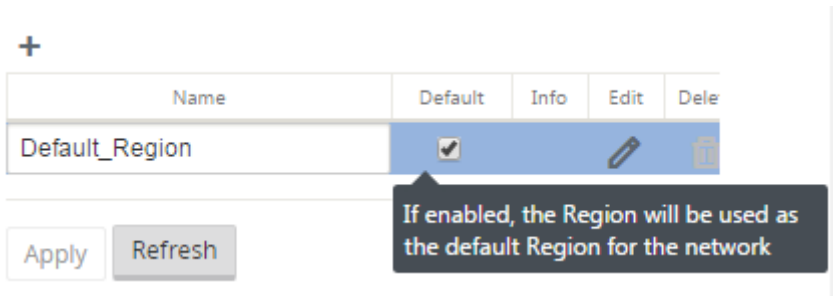 +
Name Default Info Edit Dele
Default_Region
If enabled, the Region will be used as
the default Region for the network
Apply Refresh